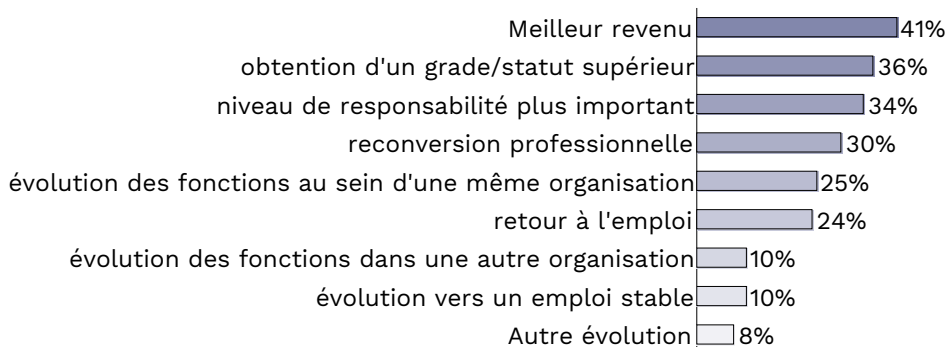 Meilleur revenu 41%
obtention d'un grade/statut supérieur 36%
niveau de responsabilité plus important 34%
reconversion professionnelle 30%
évolution des fonctions au sein d'une même organisation 25%
retour à l'emploi 24%
évolution des fonctions dans une autre organisation 10%
évolution vers un emploi stable 10%
Autre évolution 8%